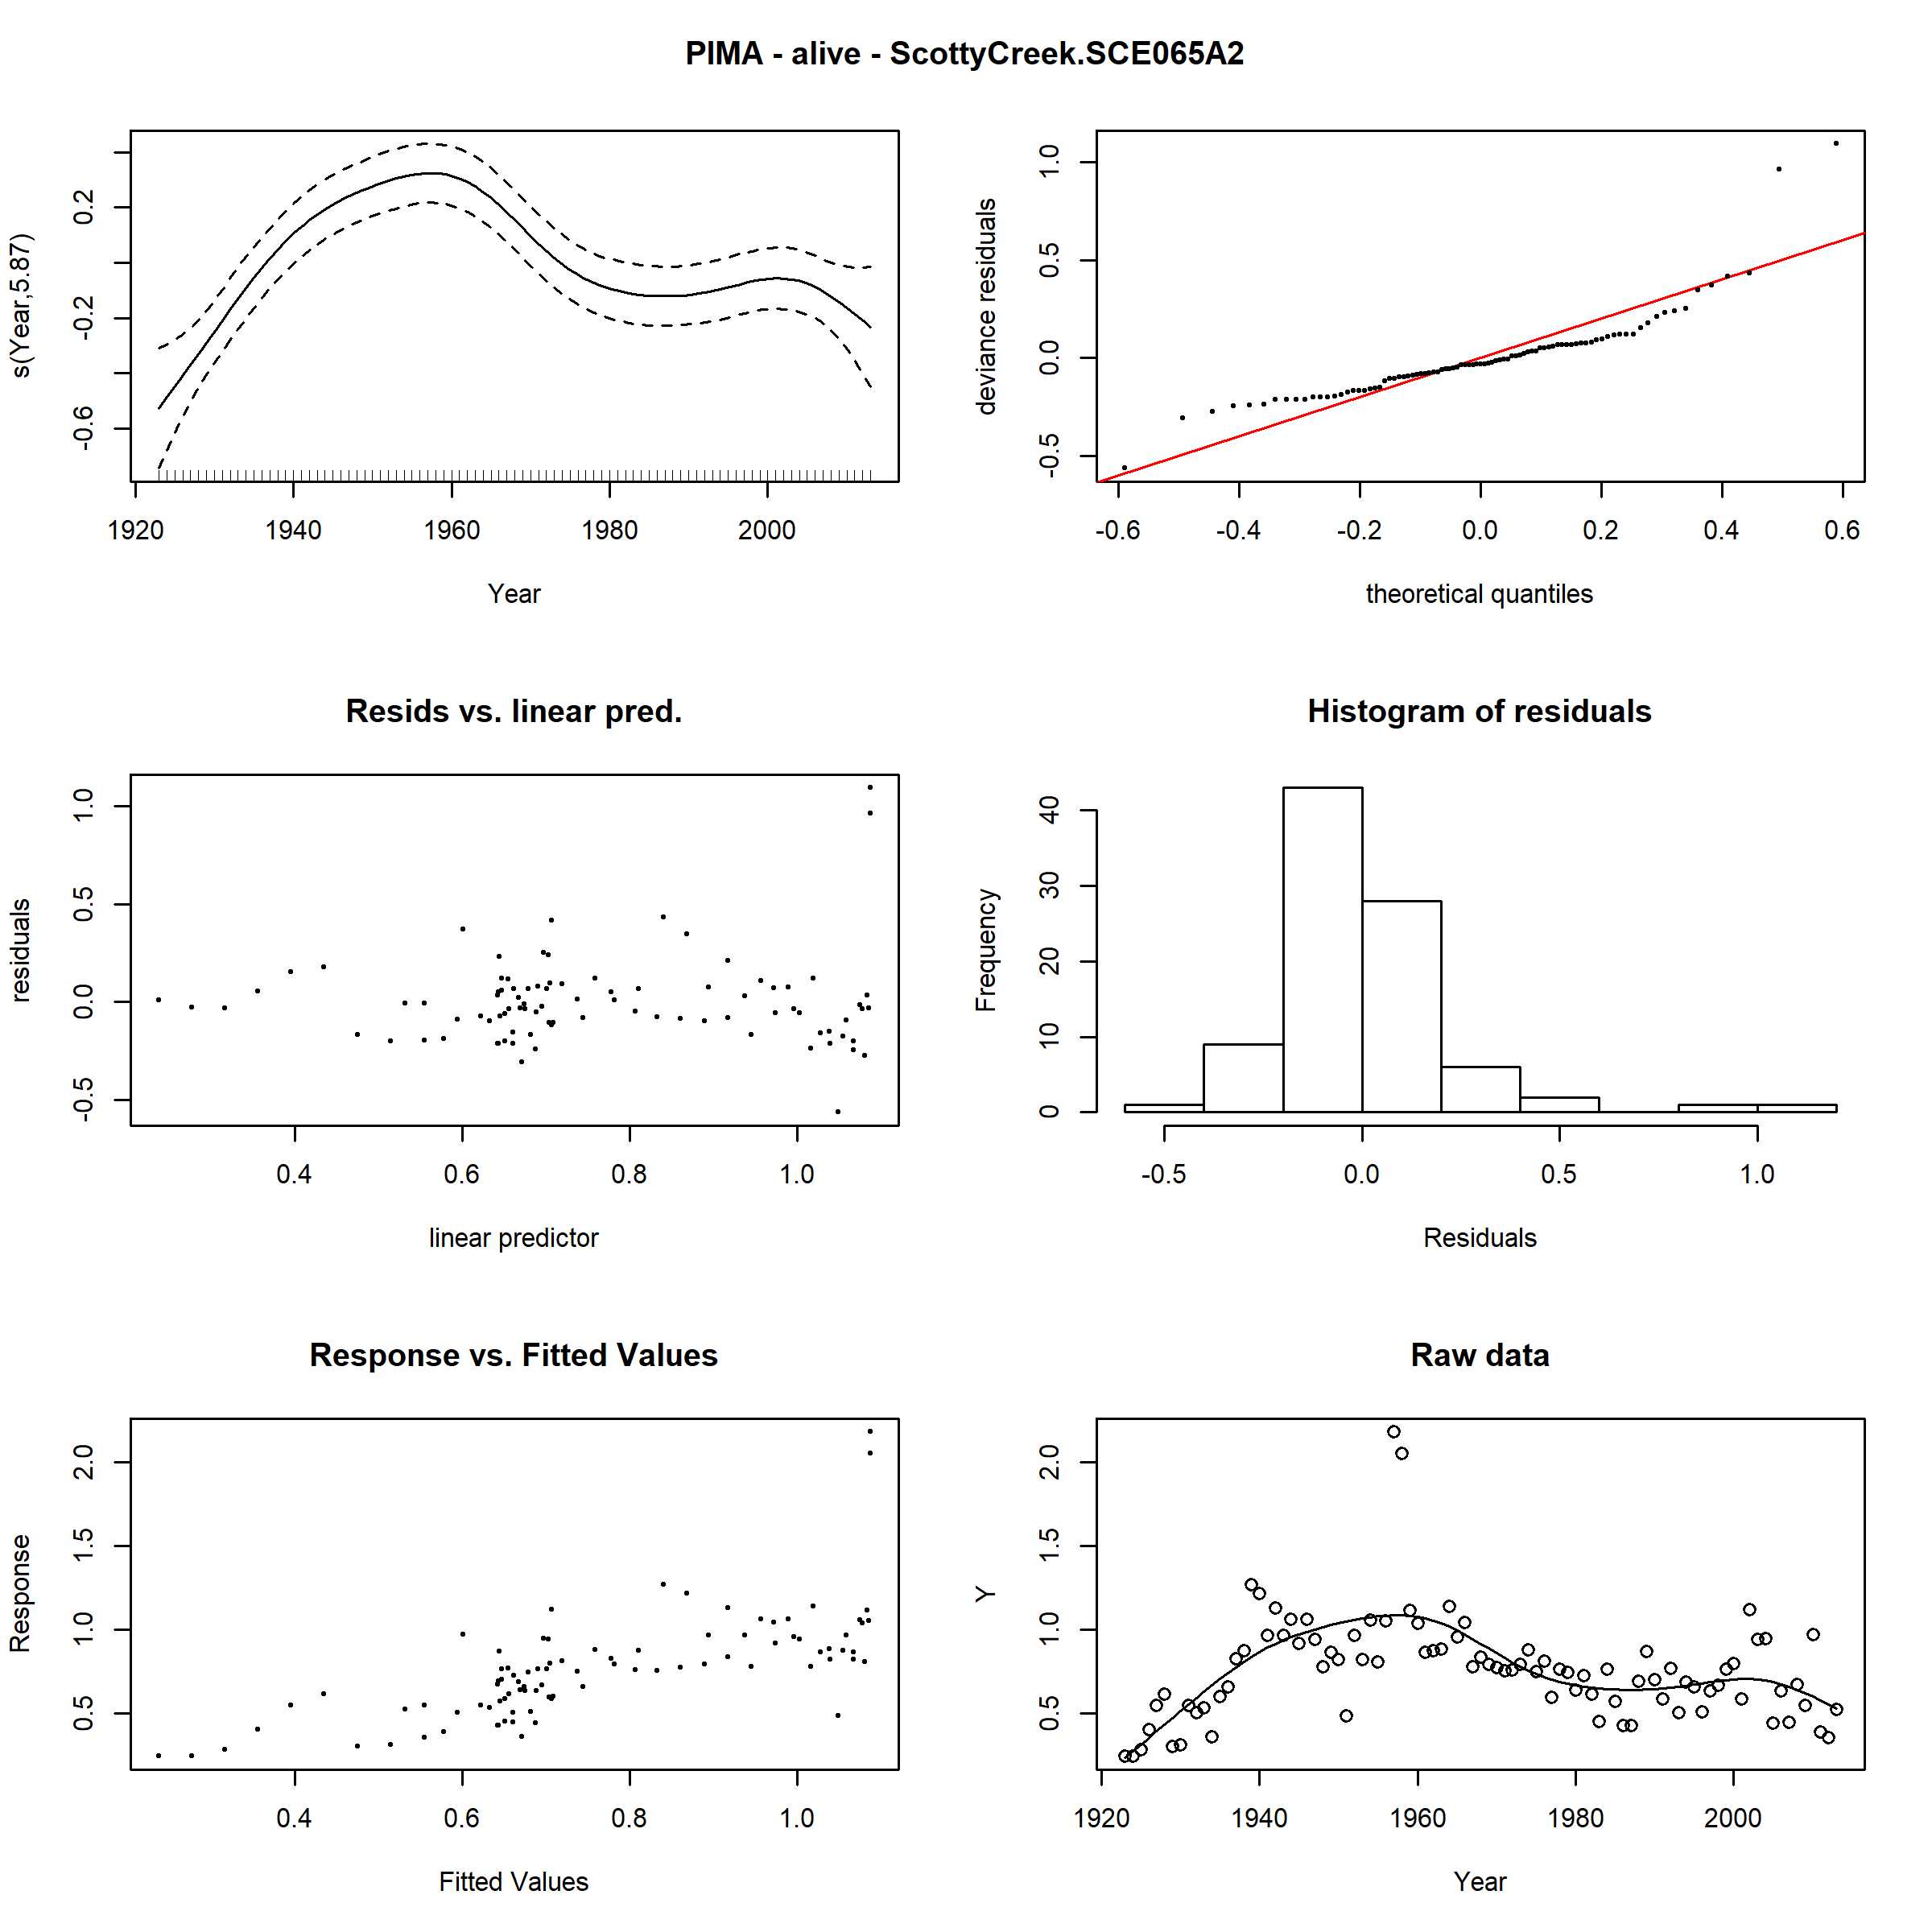 PIMA - alive - ScottyCreek.SCE065A2
s(Year,5.87)
0.2
-0.2
-0.6
1920 1940 1960 1980 2000
Year
deviance residuals
1.0
0.5
0.0
-0.5
-0.6 -0.4 -0.2 0.0 0.2 0.4 0.6
theoretical quantiles
Resids vs. linear pred.
residuals
1.0
0.5
0.0
-0.5
0.4 0.6 0.8 1.0
linear predictor
Histogram of residuals
Frequency
40
30
20
10
0
-0.5 0.0 0.5 1.0
Residuals
Response vs. Fitted Values
Response
2.0
1.5
1.0
0.5
0.4 0.6 0.8 1.0
Fitted Values
Raw data
Y
2.0
1.5
1.0
0.5
1920 1940 1960 1980 2000
Year